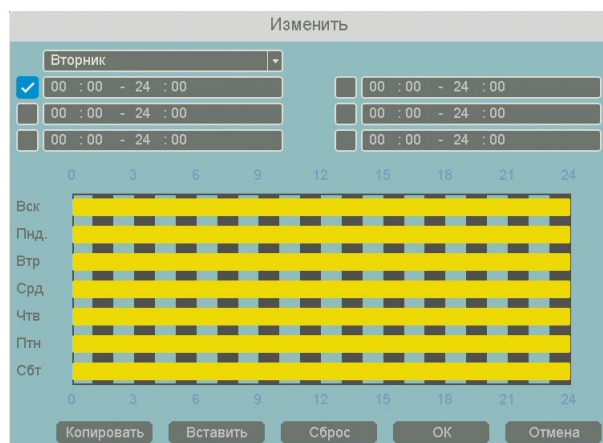 Изменить
Вторник
00 : 00 - 24 : 00 00 : 00 - 24 : 00
00 : 00 - 24 : 00 00 : 00 - 24 : 00
00 : 00 - 24 : 00 00 : 00 - 24 : 00
0 3 6 9 12 15 18 21 24
Вск
Пнд.
Втр
Срд
Чтв
Птн
Сбт
0 3 6 9 12 15 18 21 24
Копировать Вставить Сброс OK Отмена